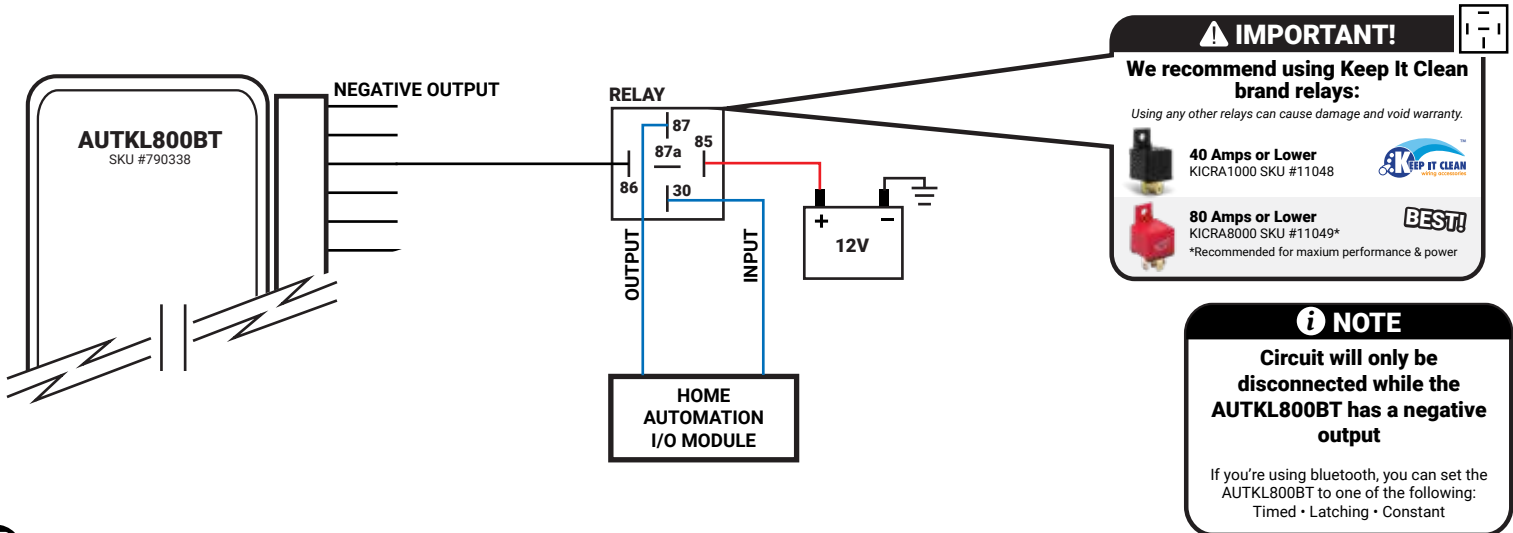 AUTKL800BT
SKU #790338
NEGATIVE OUTPUT
RELAY
87
87a
85
86
30
OUTPUT
INPUT
+
−
12V
HOME
AUTOMATION
I/O MODULE
IMPORTANT!
We recommend using Keep It Clean
brand relays:
Using any other relays can cause damage and void warranty.
40 Amps or Lower
KICRA1000 SKU #11048
KEEP IT CLEAN
wiring accessories
TM
80 Amps or Lower
KICRA8000 SKU #11049*
*Recommended for maxium performance & power
BEST!
i NOTE
Circuit will only be
disconnected while the
AUTKL800BT has a negative
output
If you’re using bluetooth, you can set the
AUTKL800BT to one of the following:
Timed • Latching • Constant